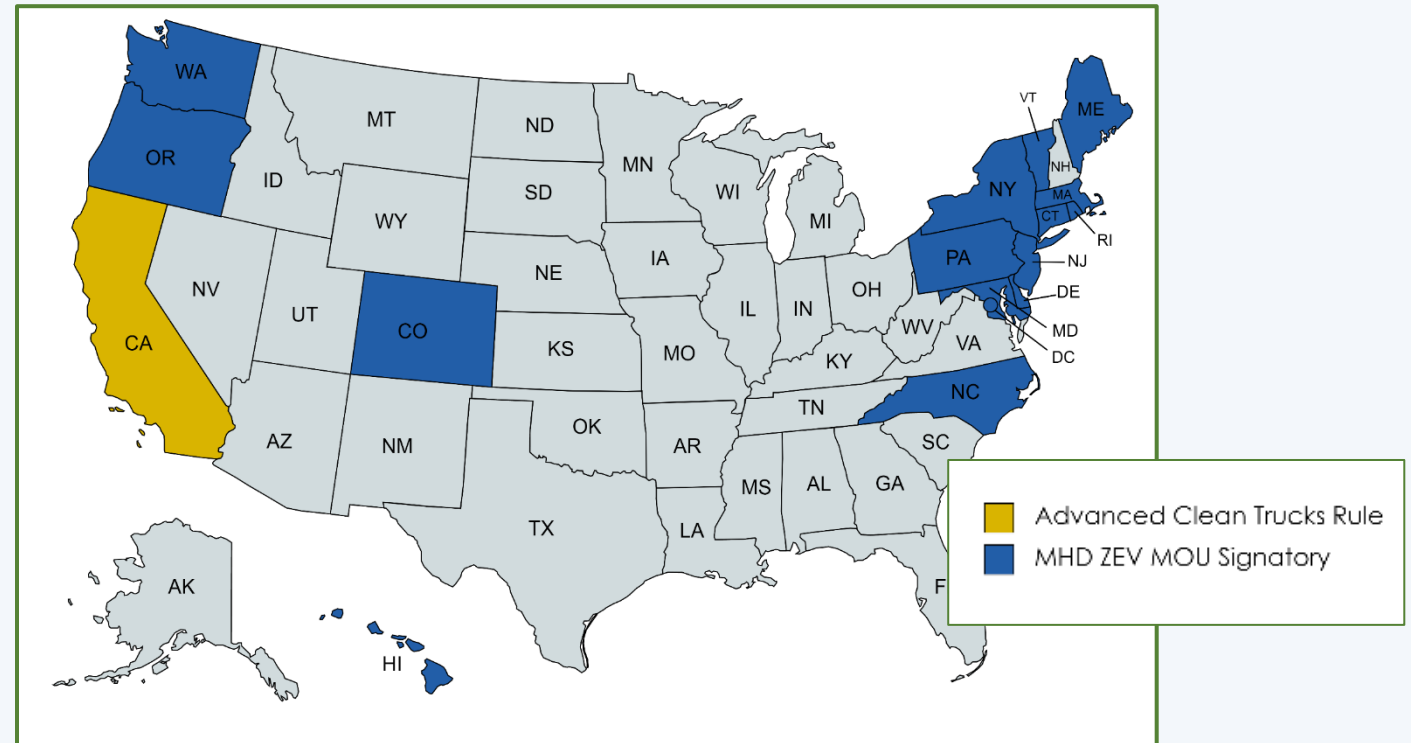 WA
ME
VT
MT
ND
OR
MN
ID
NH
SD
WI
NY
MA
WY
MI
CT
RI
IA
PA
NE
NJ
NV
OH
DE
UT
IL
IN
CO
WV
MD
CA
KS
MO
VA
KY
DC
NC
TN
OK
AZ
NM
AR
SC
MS
AL
GA
TX
LA
Advanced Clean Trucks Rule
MHD ZEV MOU Signatory
AK
F
HI